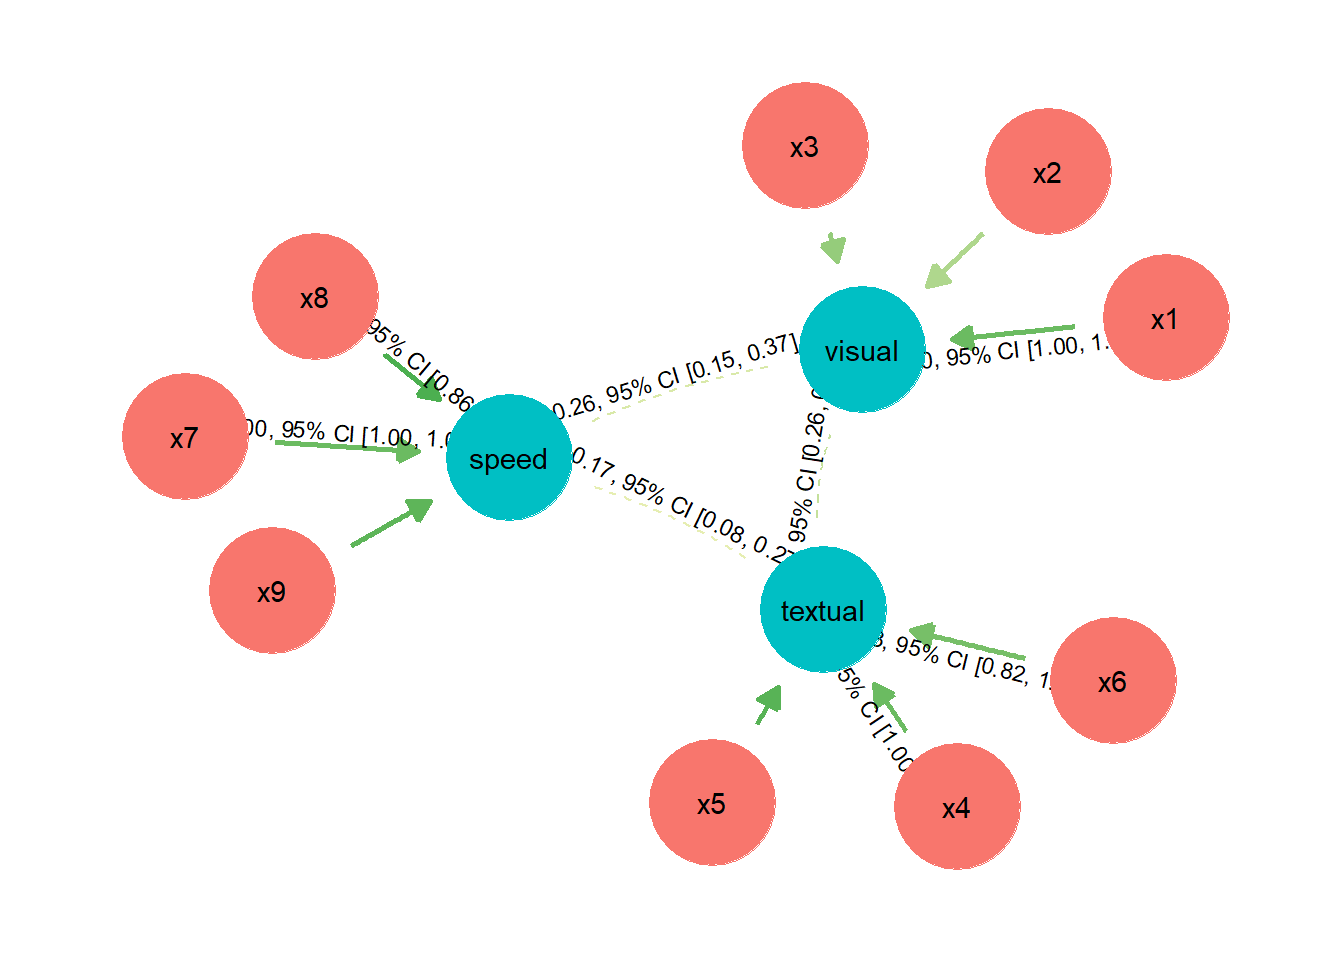 x3
x2
x8
x1
visual
0, 95% CI [1.00, 1.
0.26, 95% CI [0.15, 0.37]
95% CI [0.86
x7
00, 95% CI [1.00, 1.0
speed
0.17, 95% CI [0.08, 0.27
95% CI [0.26,
x9
textual
95% CI [0.82, 1.
x6
5% CI [1.00
x5
x4